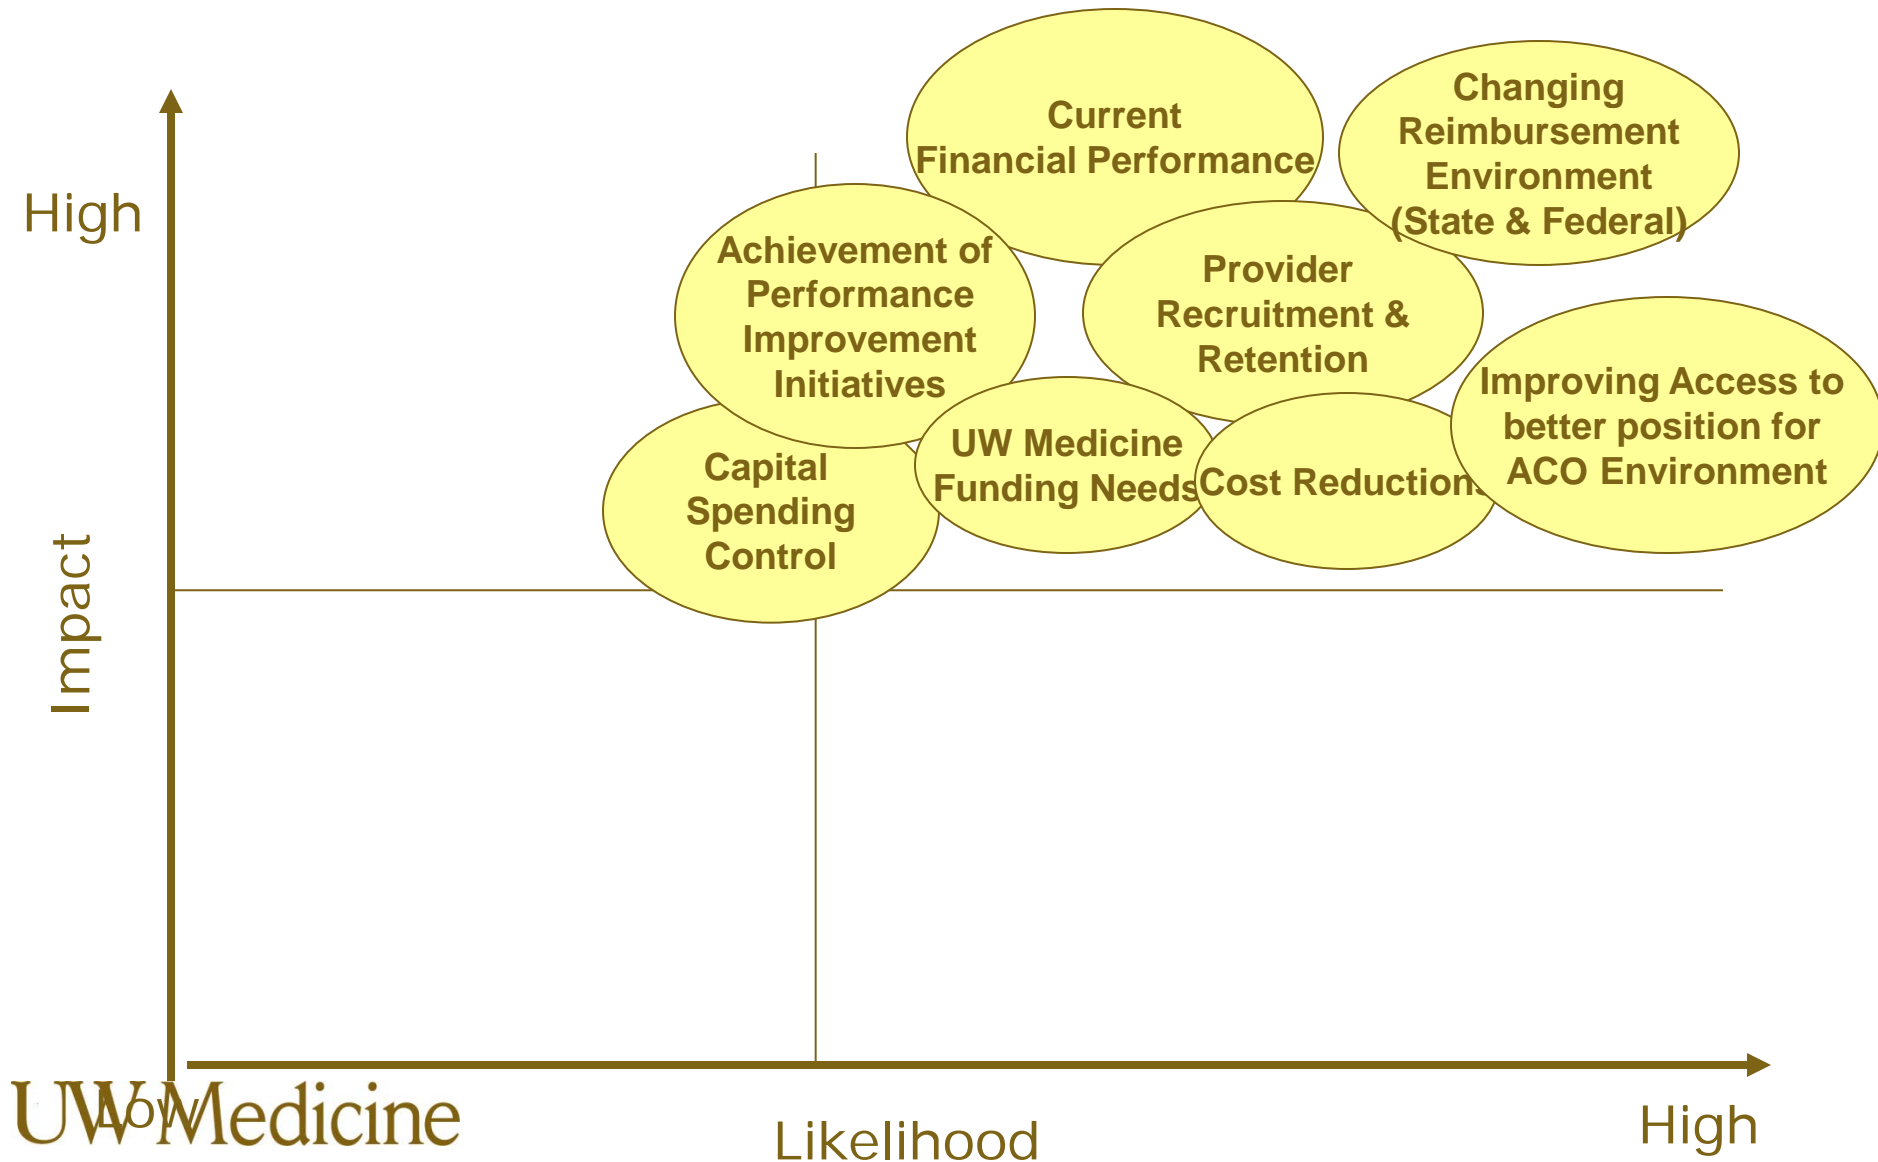 Current
Financial Performance
Changing
Reimbursement
Environment
(State & Federal)
High
Achievement of
Performance
Improvement
Initiatives
Provider
Recruitment &
Retention
Improving Access to
better position for
ACO Environment
Capital
Spending
Control
UW Medicine
Funding Needs
Cost Reductions
Impact
Low
UW Medicine
Likelihood
High